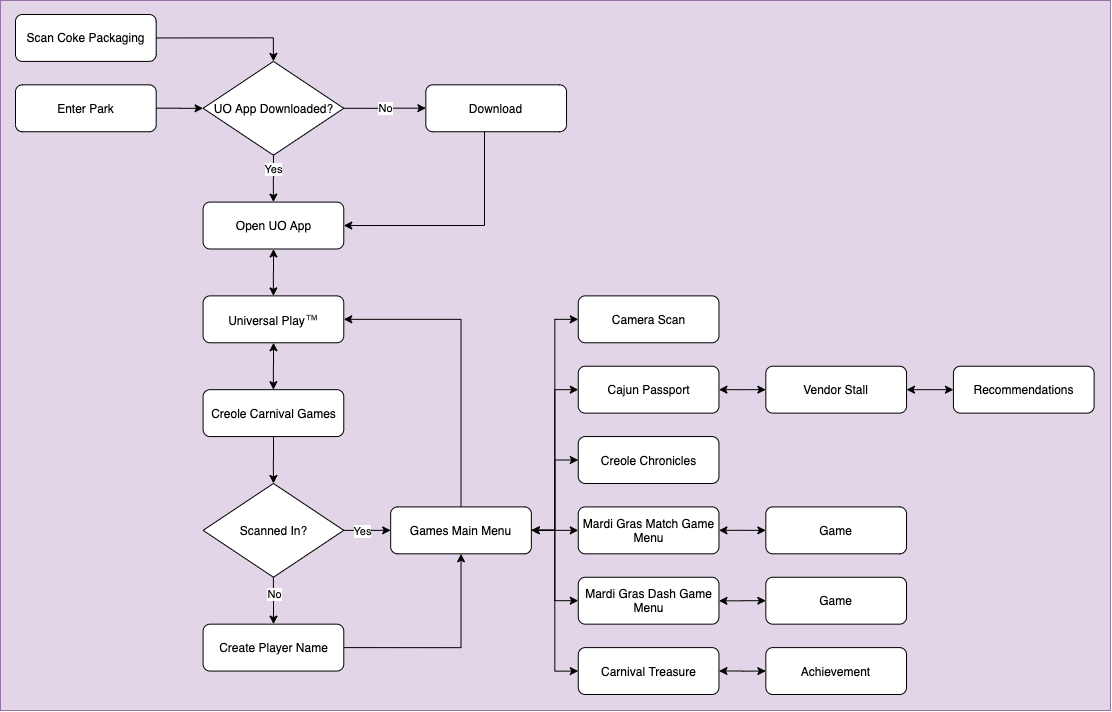 Scan Coke Packaging
Enter Park
UO App Downloaded?
No
Download
Yes
Open UO App
Universal Play™
Creole Carnival Games
Scanned In?
Yes
No
Create Player Name
Games Main Menu
Camera Scan
Cajun Passport
Vendor Stall
Recommendations
Creole Chronicles
Mardi Gras Match Game
Menu
Game
Mardi Gras Dash Game
Menu
Game
Carnival Treasure
Achievement